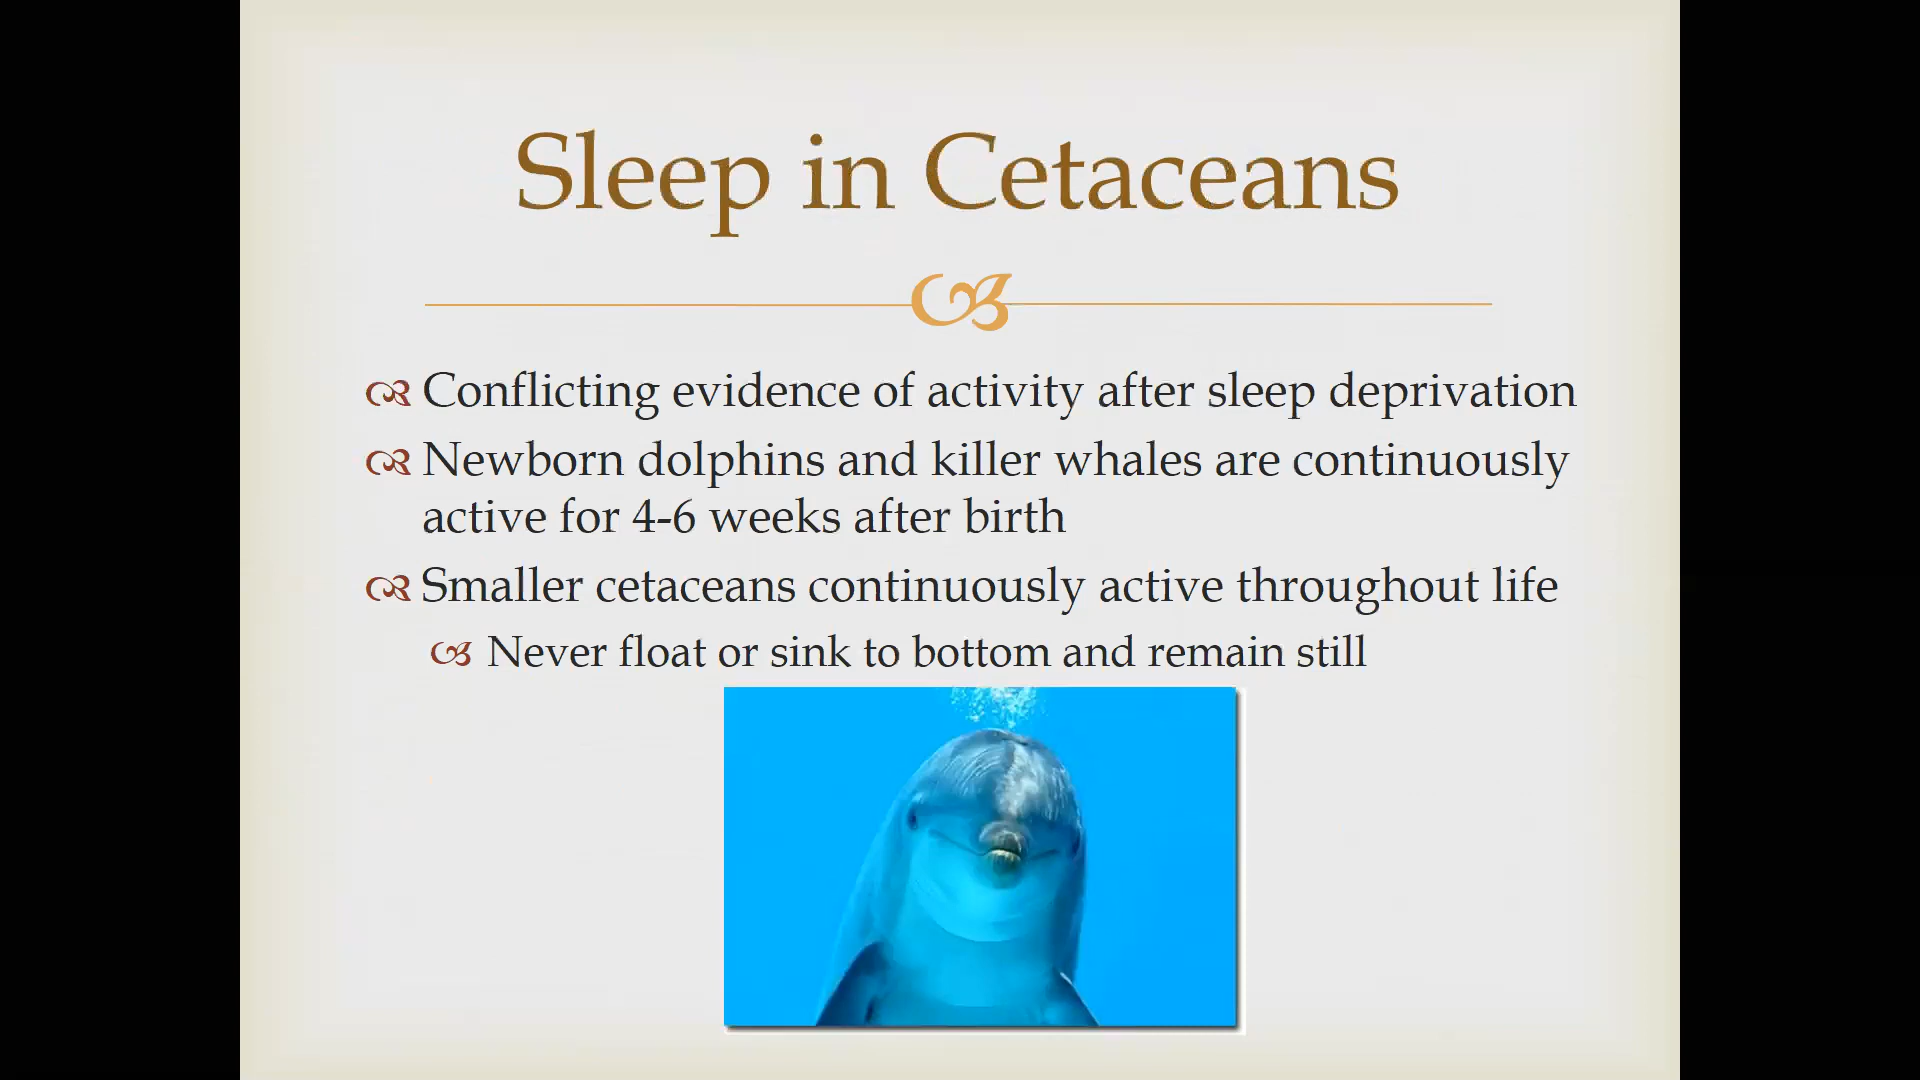 Sleep in Cetaceans
Conflicting evidence of activity after sleep deprivation
Newborn dolphins and killer whales are continuously
active for 4-6 weeks after birth
Smaller cetaceans continuously active throughout life
Never float or sink to bottom and remain still